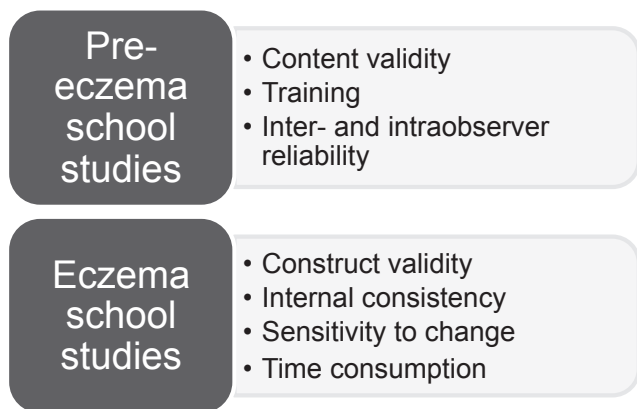 Pre-
eczema
school
studies
• Content validity
• Training
• Inter- and intraobserver
reliability
Eczema
school
studies
• Construct validity
• Internal consistency
• Sensitivity to change
• Time consumption